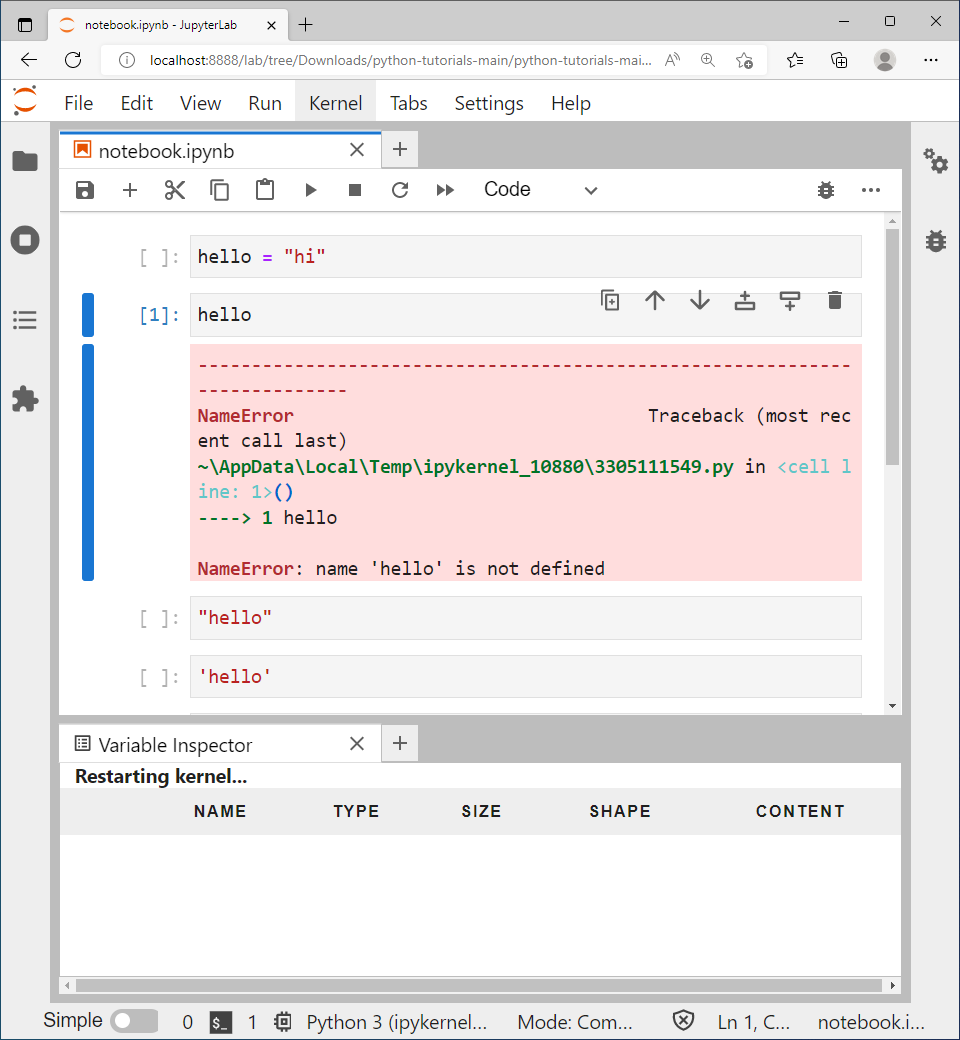 notebook.ipynb - JupyterLab
localhost:8888/lab/tree/Downloads/python-tutorials-main/python-tutorials-mai...
File Edit View Run Kernel Tabs Settings Help
notebook.ipynb
Code
[ ]: hello = "hi"
[1]: hello
-------------------------------------------------------------
--------------
NameError                                 Traceback (most rec
ent call last)
~\AppData\Local\Temp\ipykernel_10880\3305111549.py in <cell l
ine: 1>()
----> 1 hello
NameError: name 'hello' is not defined
[ ]: "hello"
[ ]: 'hello'
Variable Inspector
Restarting kernel...
NAME TYPE SIZE SHAPE CONTENT
Simple 0 $_ 1 Python 3 (ipykernel... Mode: Com... Ln 1, C... notebook.i...